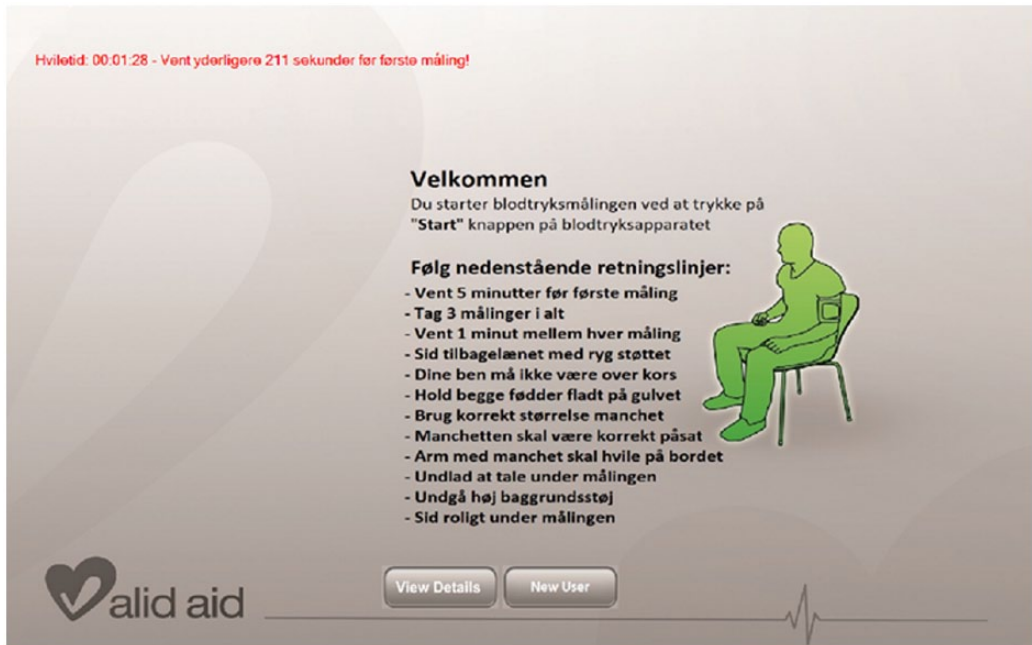 Hviletid: 00:01:28 - Vent yderligere 211 sekunder før første måling!
Velkommen
Du starter blodtryksmålingen ved at trykke på
"Start" knappen på blodtryksapparatet
Følg nedenstående retningslinjer:
- Vent 5 minutter før første måling
- Tag 3 målinger i alt
- Vent 1 minut mellem hver måling
- Sid tilbagelænet med ryg støttet
- Dine ben må ikke være over kors
- Hold begge fødder fladt på gulvet
- Brug korrekt størrelse manchet
- Manchetten skal være korrekt påsat
- Arm med manchet skal hvile på bordet
- Undlad at tale under målingen
- Undgå høj baggrundsstøj
- Sid roligt under målingen
View Details New User
Valid aid